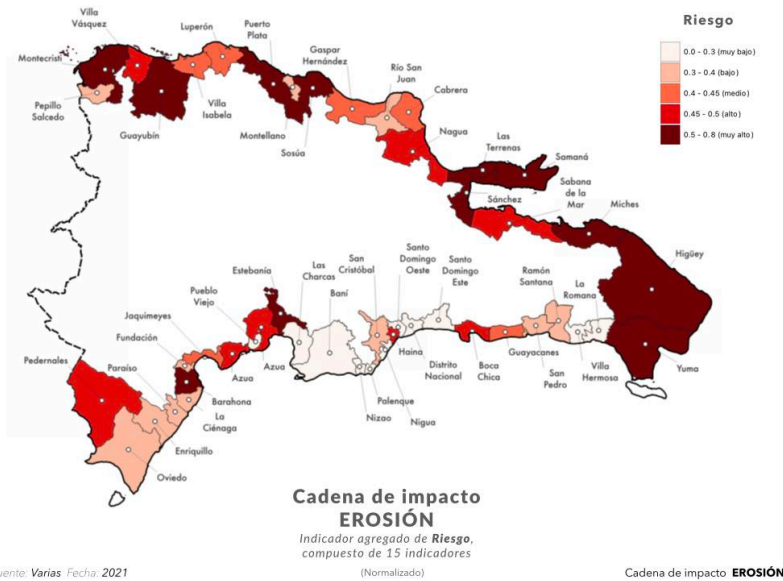 Riesgo
0.0 - 0.3 (muy bajo)
0.3 - 0.4 (bajo)
0.4 - 0.45 (medio)
0.45 - 0.5 (alto)
0.5 - 0.8 (muy alto)
Villa
Vásquez
Luperón
Puerto
Plata
Gaspar
Hernández
Río San
Juan
Montecristi
Cabrera
Pepillo
Salcedo
Guayubín
Villa
Isabela
Montellano
Sosúa
Nagua
Las
Terrenas
Samaná
Sánchez
Sabana
de la
Mar
Miches
Higüey
Estebanía
Las
Charcas
San
Cristóbal
Santo
Domingo
Oeste
Santo
Domingo
Este
Ramón
Santana
La
Romana
Pueblo
Viejo
Baní
Jaquimeyes
Fundación
Pedernales
Paraíso
Azua
Azua
Haina
Distrito
Nacional
Boca
Chica
Guayacanes
San
Pedro
Villa
Hermosa
Yuma
Barahona
La
Ciénaga
Palenque
Nizao
Nigua
Enriquillo
Oviedo
Cadena de impacto
EROSIÓN
Indicador agregado de Riesgo,
compuesto de 15 indicadores
(Normalizado)
uente: Varias Fecha: 2021
Cadena de impacto EROSIÓN